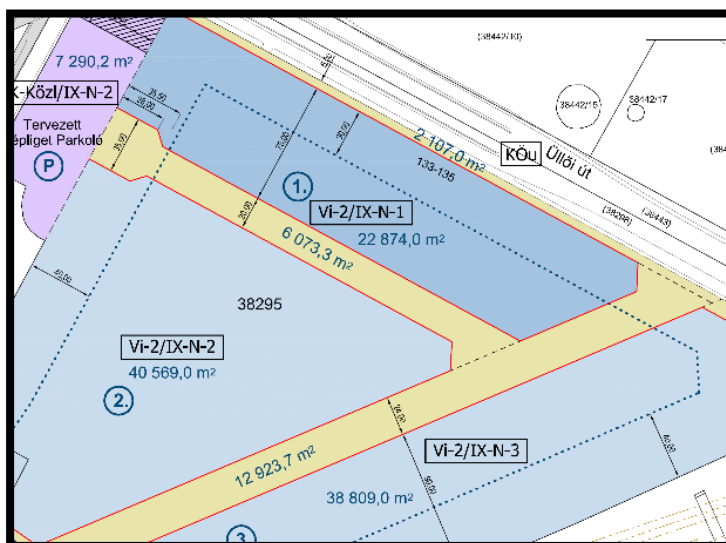 (38442/10)
7 290,2 m²
K-Közl/IX-N-2
Tervezett
épliget Parkoló
P
38442/15
38442/17
2 107,0 m²
133-135
KÖu
Üllői út
(38298)
(38443)
1.
Vi-2/IX-N-1
22 874,0 m²
6 073,3 m²
38295
Vi-2/IX-N-2
40 569,0 m²
2.
Vi-2/IX-N-3
12 923,7 m²
38 809,0 m²
3.